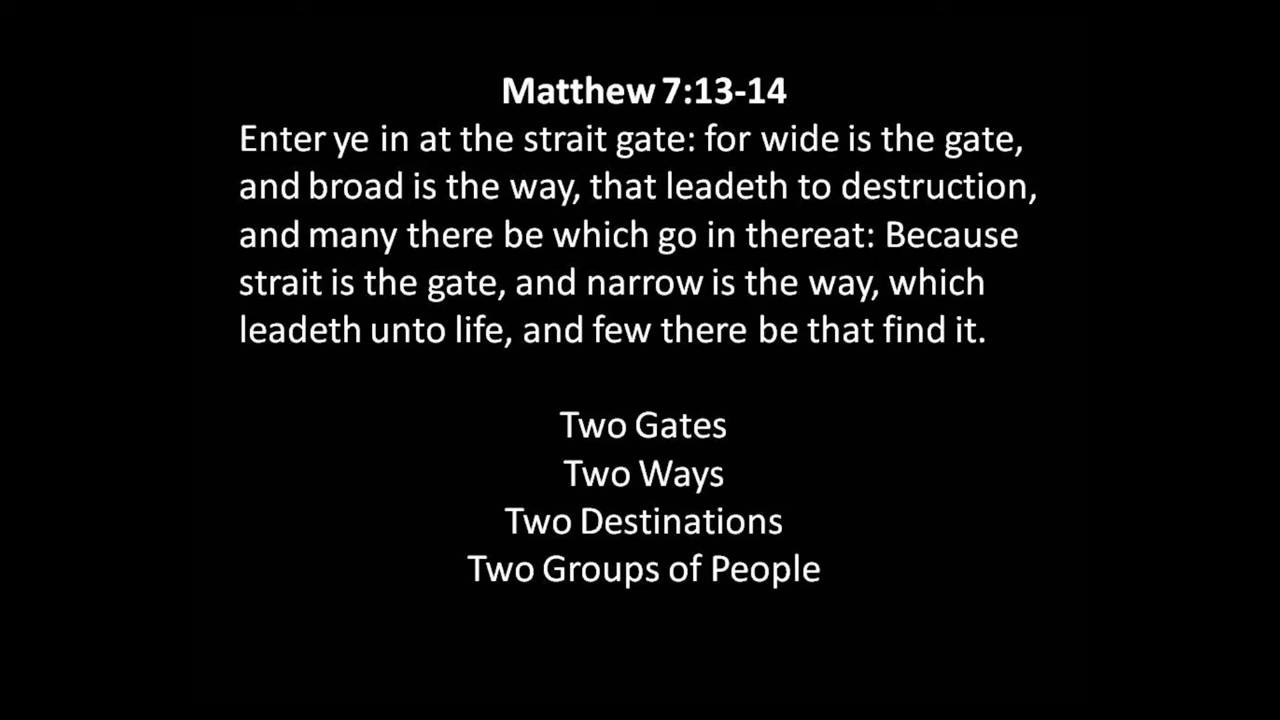 Matthew 7:13-14
Enter ye in at the strait gate: for wide is the gate,
and broad is the way, that leadeth to destruction,
and many there be which go in thereat: Because
strait is the gate, and narrow is the way, which
leadeth unto life, and few there be that find it.
Two Gates
Two Ways
Two Destinations
Two Groups of People